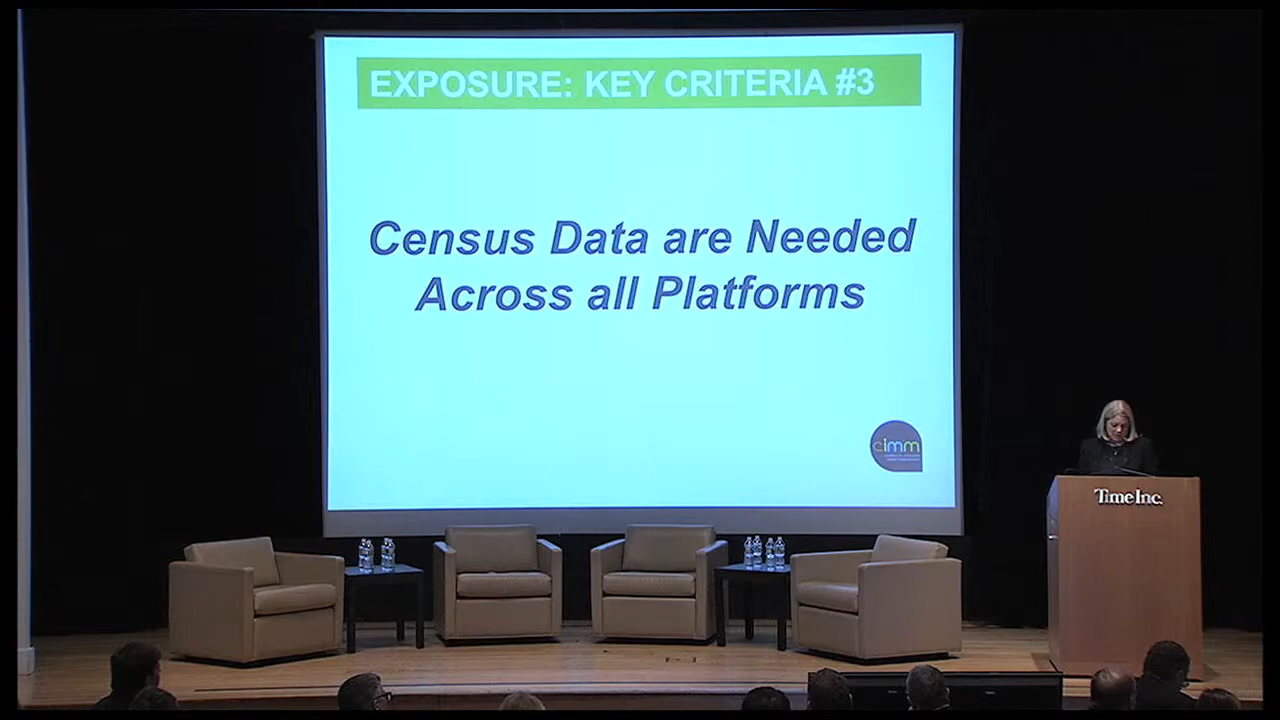 EXPOSURE: KEY CRITERIA #3
Census Data are Needed
Across all Platforms
cimm
Time Inc.